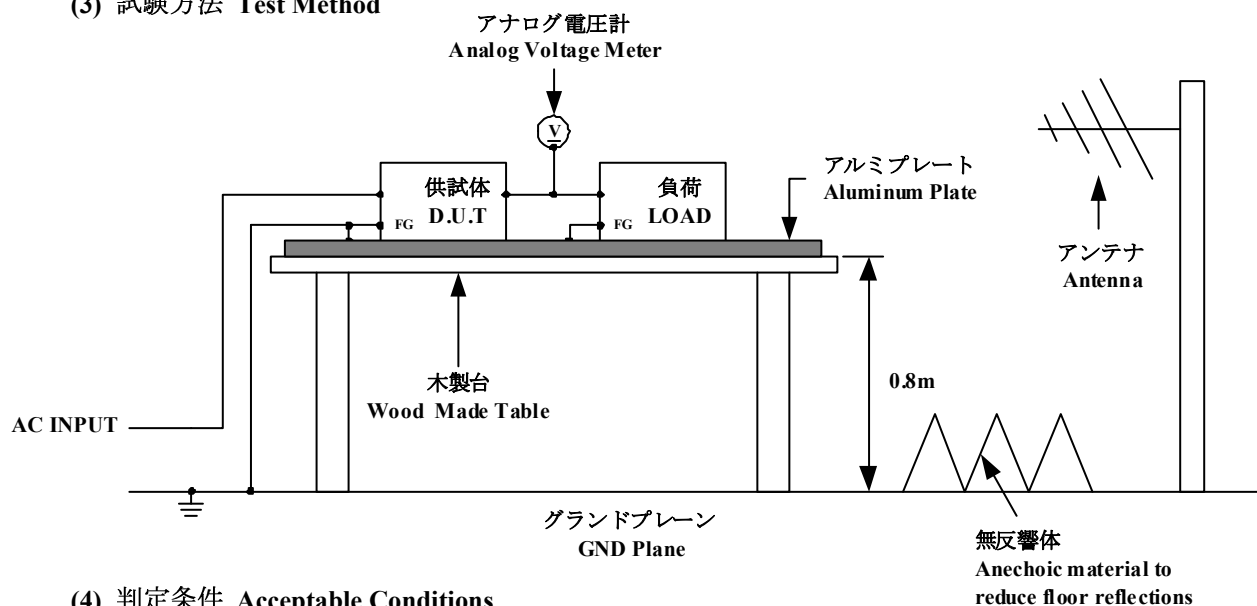 (3) 試験方法 Test Method
アナログ電圧計
Analog Voltage Meter
V
供試体
D.U.T
FG
負荷
LOAD
FG
アルミプレート
Aluminum Plate
アンテナ
Antenna
木製台
Wood Made Table
0.8m
AC INPUT
グランドプレーン
GND Plane
無反響体
Anechoic material to
reduce floor reflections
(4) 判定条件 Acceptable Conditions